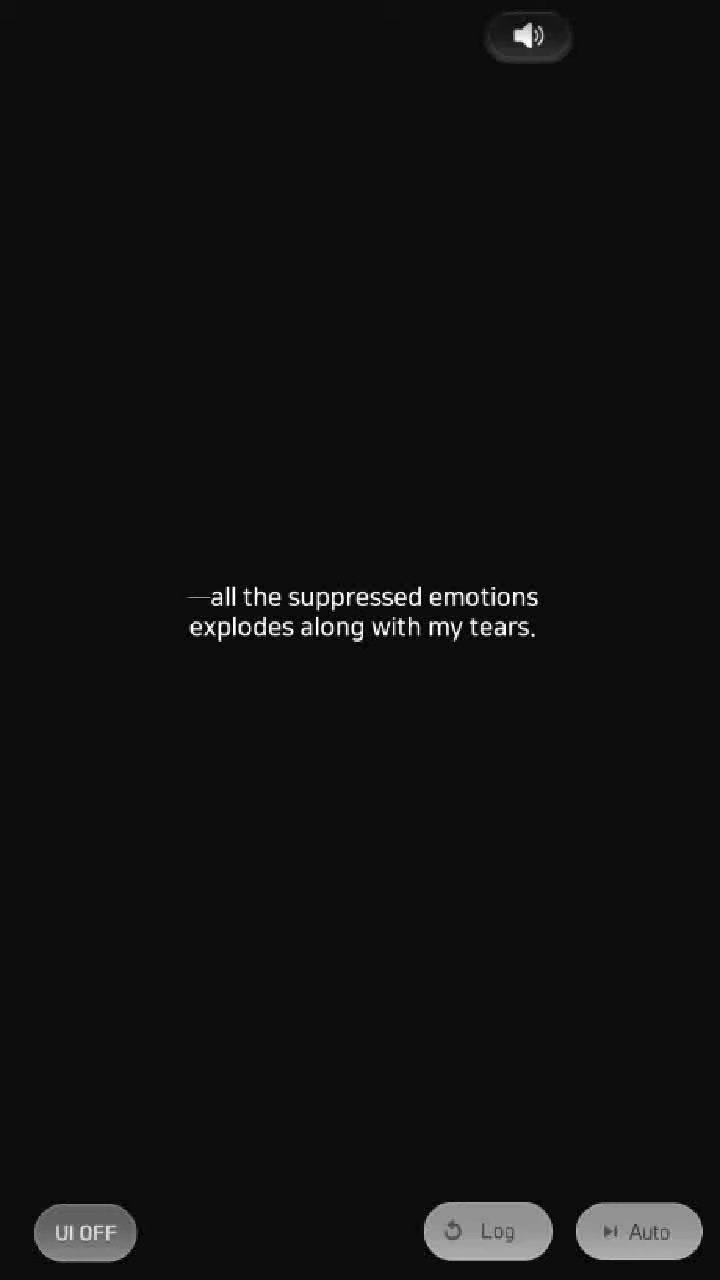 —all the suppressed emotions
explodes along with my tears.
UI OFF
Log
Auto